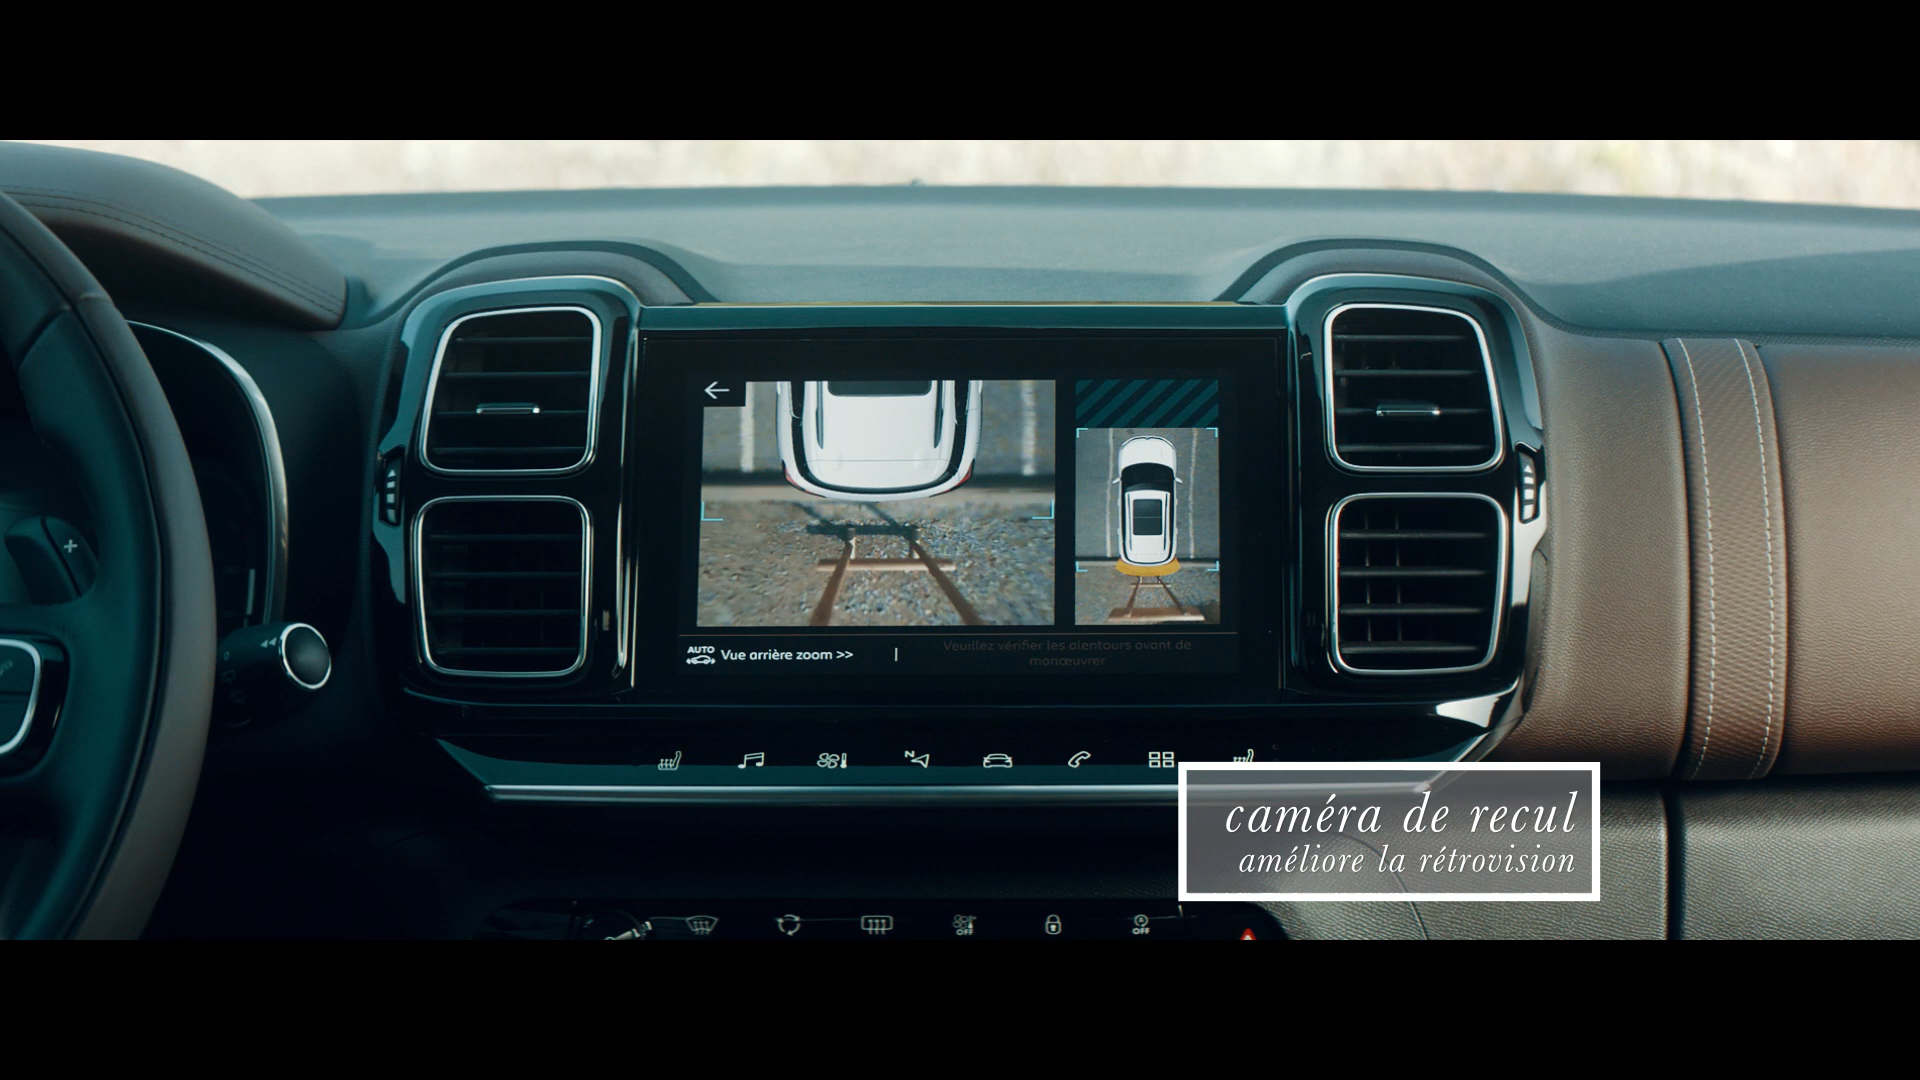 AUTO
Vue arrière zoom >>
|
Veuillez vérifier les alentours avant de
manœuvrer
N
+
caméra de recul
améliore la rétrovision
OFF
OFF